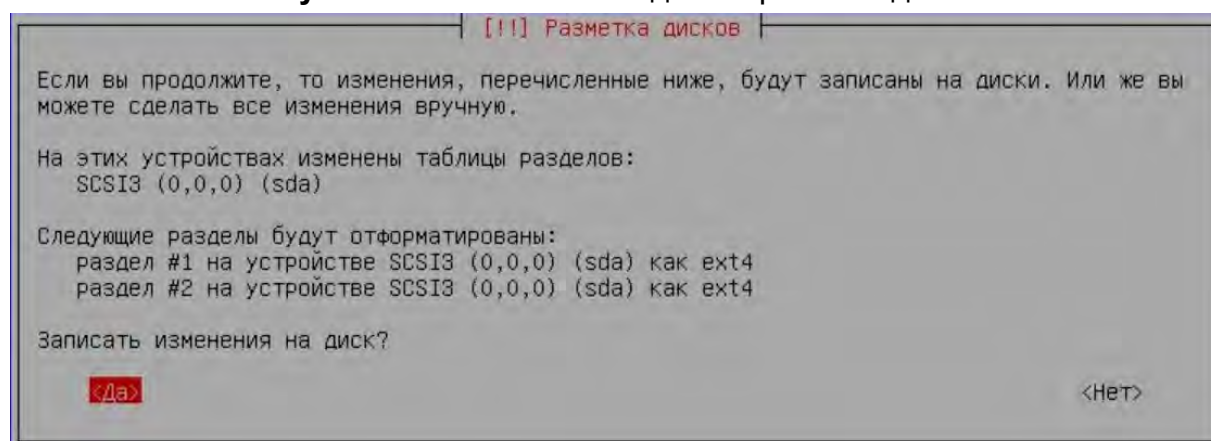 [!!] Разметка дисков
Если вы продолжите, то изменения, перечисленные ниже, будут записаны на диски. Или же вы
можете сделать все изменения вручную.
На этих устройствах изменены таблицы разделов:
SCSI3 (0,0,0) (sda)
Следующие разделы будут отформатированы:
раздел #1 на устройстве SCSI3 (0,0,0) (sda) как ext4
раздел #2 на устройстве SCSI3 (0,0,0) (sda) как ext4
Записать изменения на диск?
<Да> <Нет>